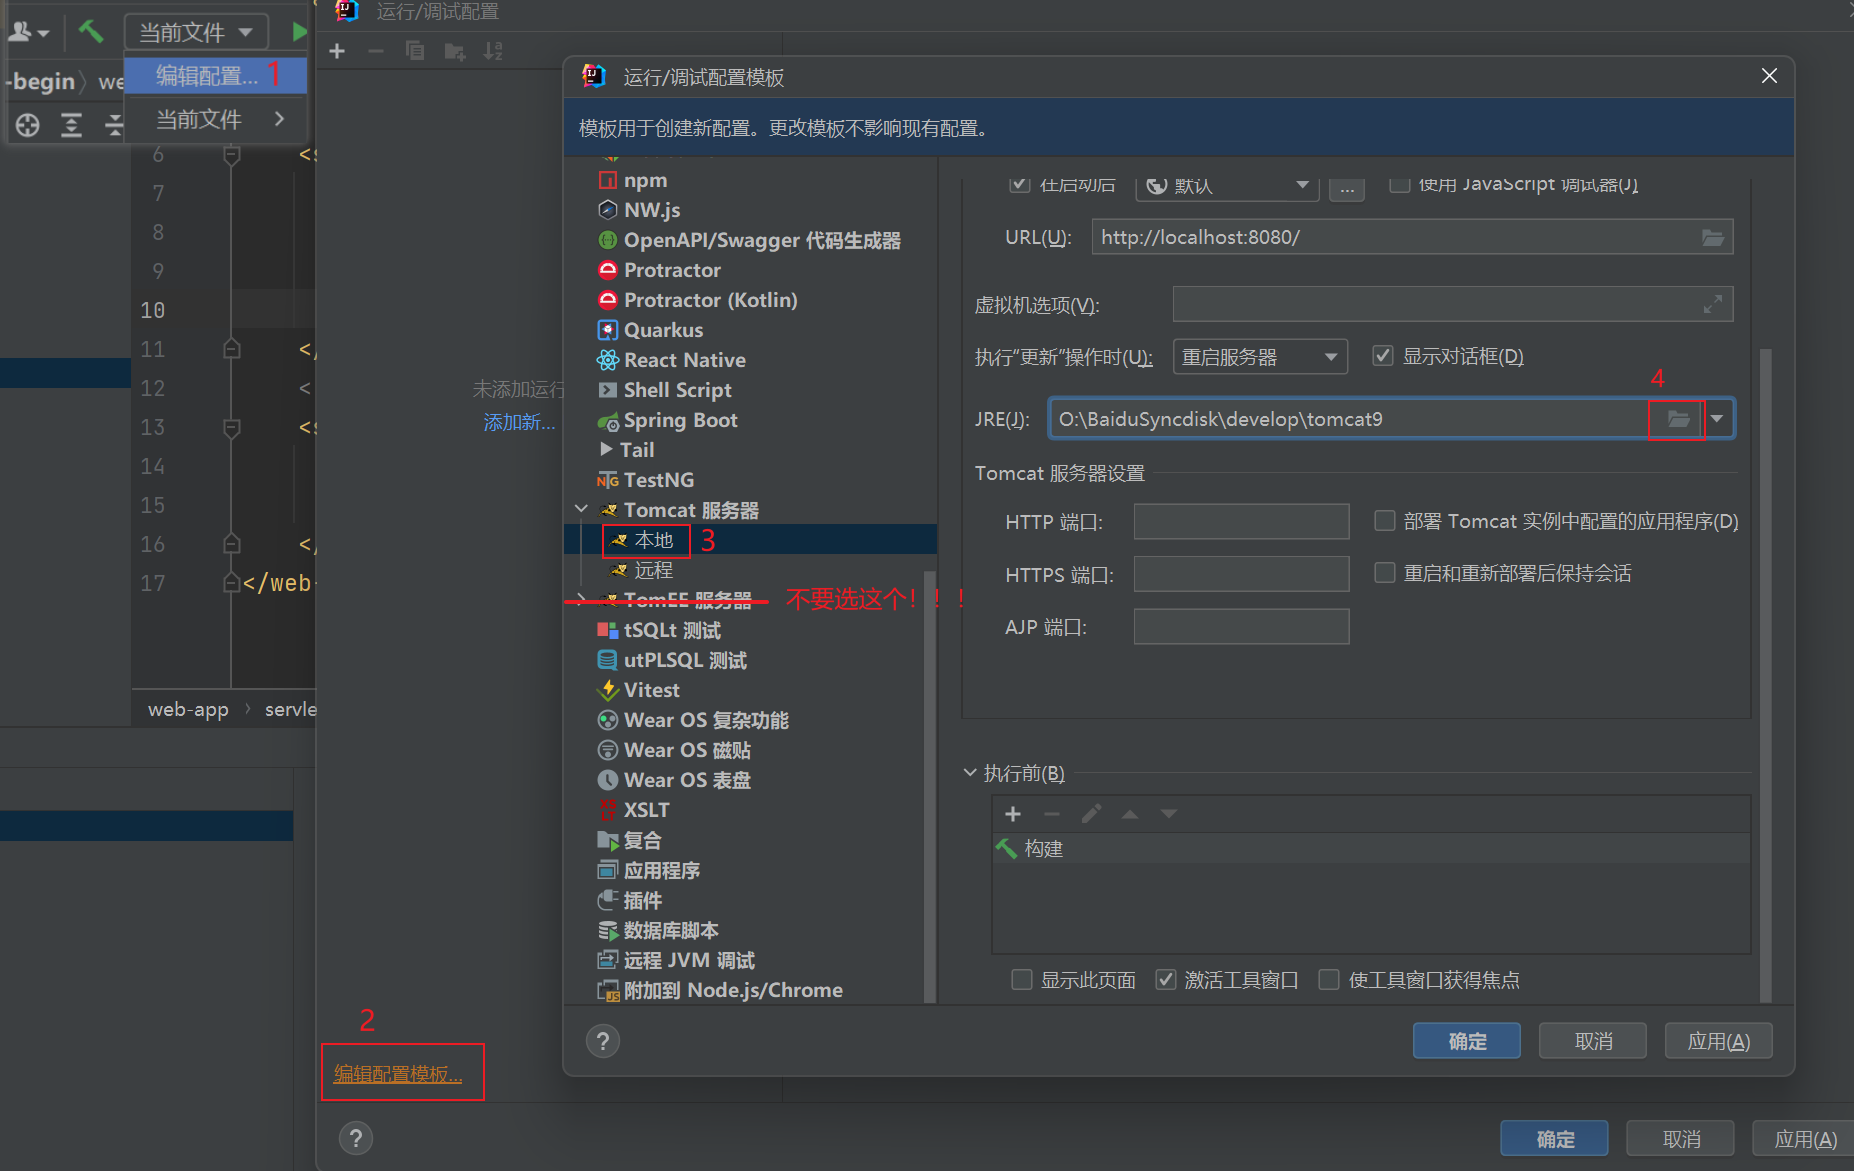 运行/调试配置
当前文件
编辑配置... 1
-begin
we
当前文件
6
<s
7
8
9
10
11
</
12
<
13
<s
14
15
16
</
17
</web-
web-app
servle
未添加运行
添加新...
2
编辑配置模板...
?
运行/调试配置模板
模板用于创建新配置。更改模板不影响现有配置。
npm
NW.js
OpenAPI/Swagger 代码生成器
Protractor
Protractor (Kotlin)
Quarkus
React Native
Shell Script
Spring Boot
Tail
TestNG
Tomcat 服务器
本地 3
远程
TomEE 服务器 不要选这个！！！
tSQLt 测试
utPLSQL 测试
Vitest
Wear OS 复杂功能
Wear OS 磁贴
Wear OS 表盘
XSLT
复合
应用程序
插件
数据库脚本
远程 JVM 调试
附加到 Node.js/Chrome
在启动后 默认 ... 使用 JavaScript 调试器(J)
URL(U): http://localhost:8080/
虚拟机选项(V):
执行“更新”操作时(U): 重启服务器 显示对话框(D)
4
JRE(J): O:\BaiduSyncdisk\develop\tomcat9
Tomcat 服务器设置
HTTP 端口: 部署 Tomcat 实例中配置的应用程序(D)
HTTPS 端口: 重启和重新部署后保持会话
AJP 端口:
执行前(B)
构建
显示此页面 激活工具窗口 使工具窗口获得焦点
? 确定 取消 应用(A)
确定 取消 应用(A)